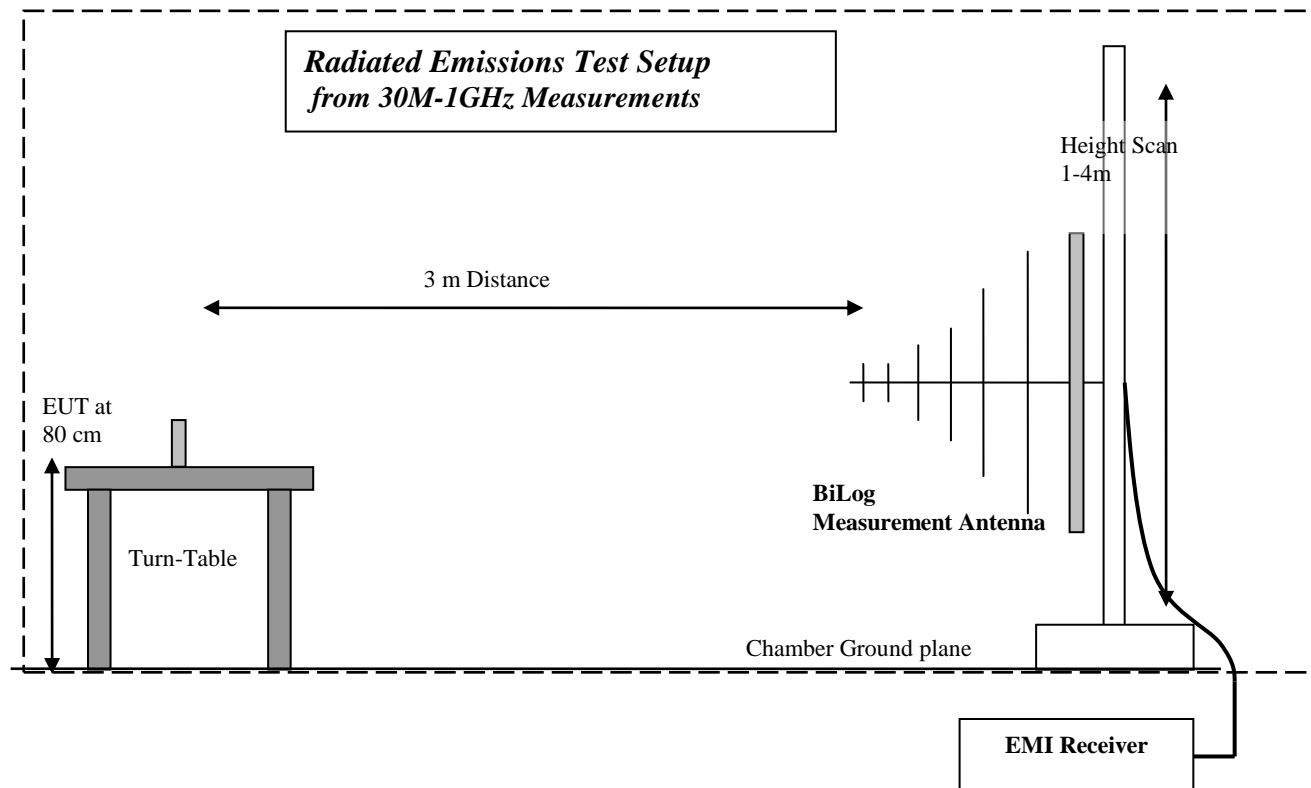 Radiated Emissions Test Setup
from 30M-1GHz Measurements
Height Scan
1-4m
3 m Distance
EUT at
80 cm
BiLog
Measurement Antenna
Turn-Table
Chamber Ground plane
EMI Receiver